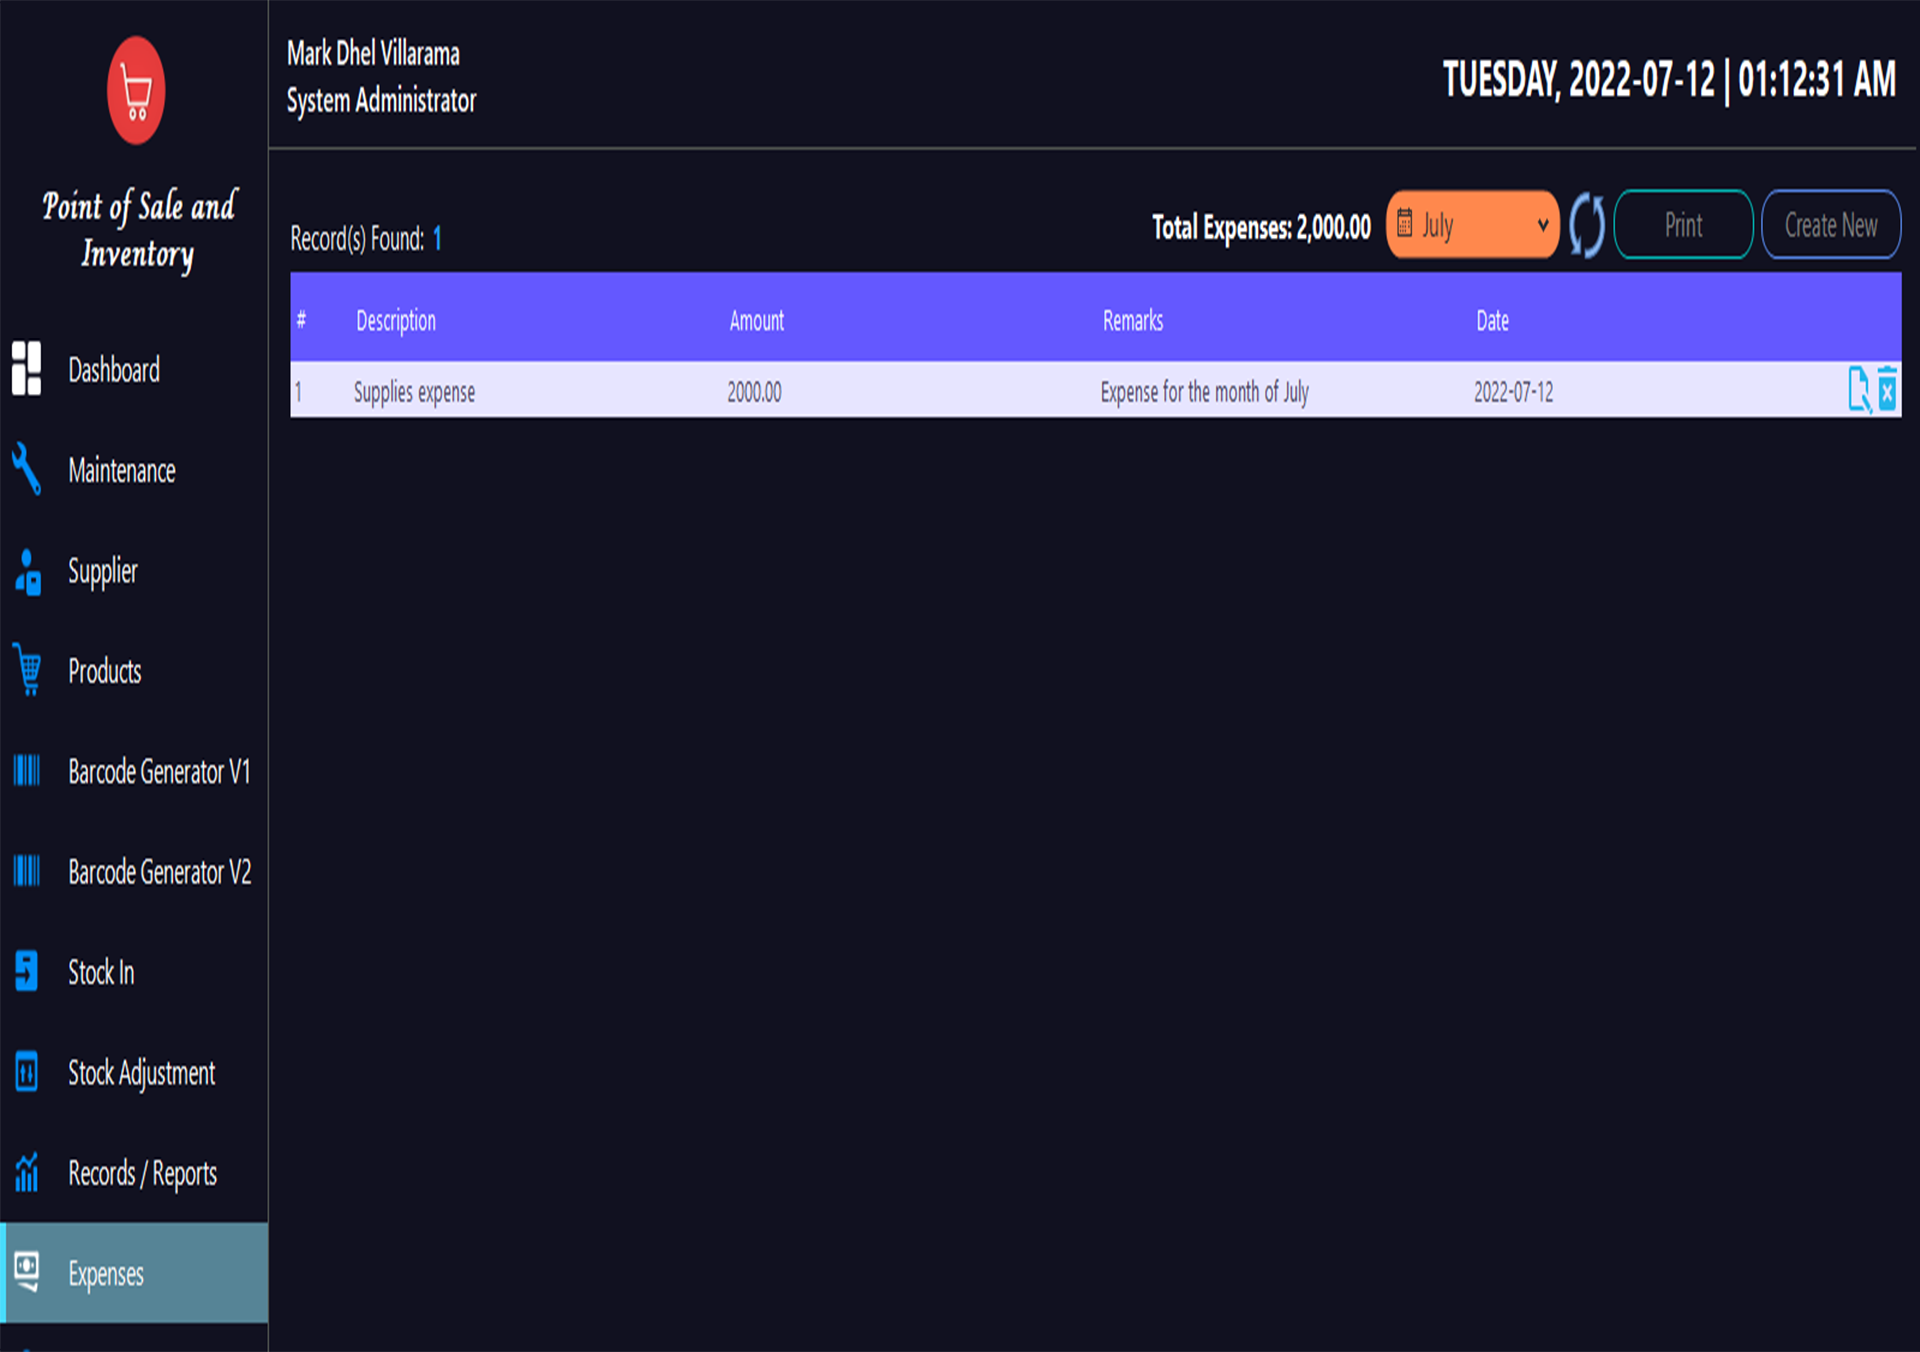 Point of Sale and
Inventory
Dashboard
Maintenance
Supplier
Products
Barcode Generator V1
Barcode Generator V2
Stock In
Stock Adjustment
Records / Reports
Expenses
Mark Dhel Villarama
System Administrator
TUESDAY, 2022-07-12 | 01:12:31 AM
Record(s) Found: 1
Total Expenses: 2,000.00 July Print Create New
# Description Amount Remarks Date
1 Supplies expense 2000.00 Expense for the month of July 2022-07-12